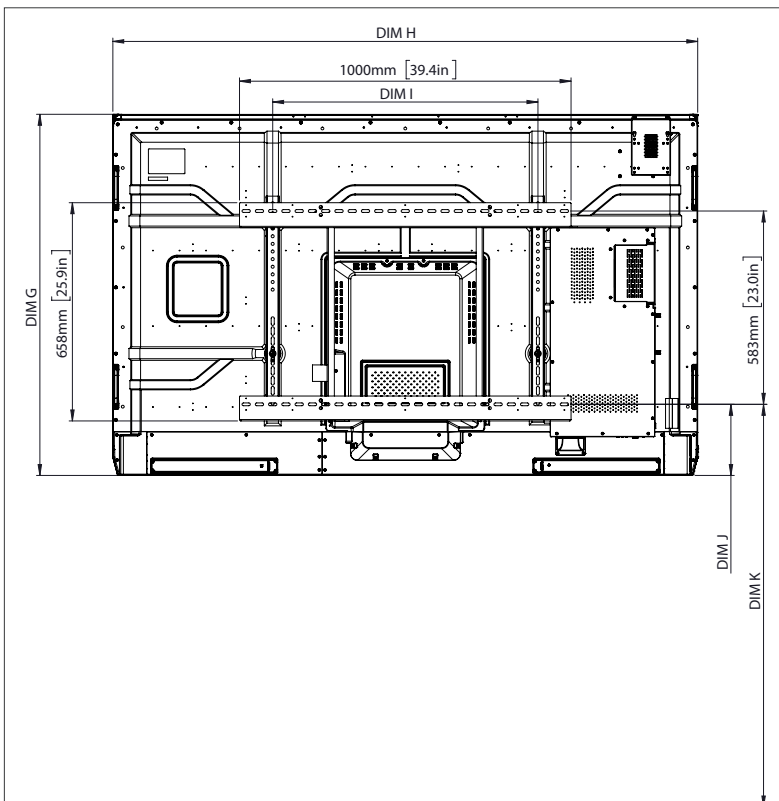 DIM H
1000mm [39.4in]
DIM I
DIM G
658mm [25.9in]
583mm [23.0in]
DIM J
DIM K